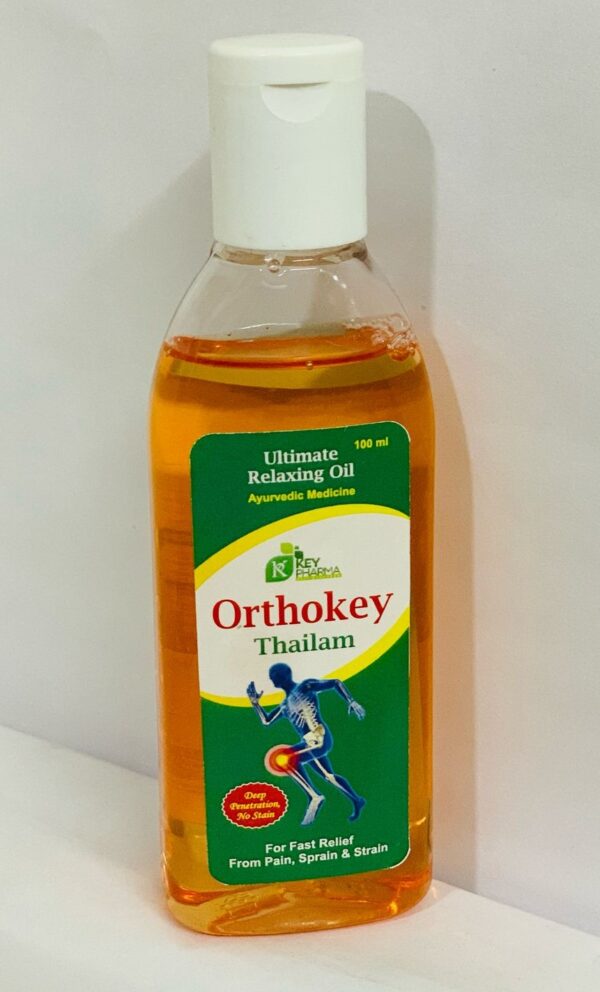 100 ml
Ultimate
Relaxing Oil
Ayurvedic Medicine
KEY
PHARMA
Orthokey
Thailam
Deep
Penetration,
No Stain
For Fast Relief
From Pain, Sprain & Strain